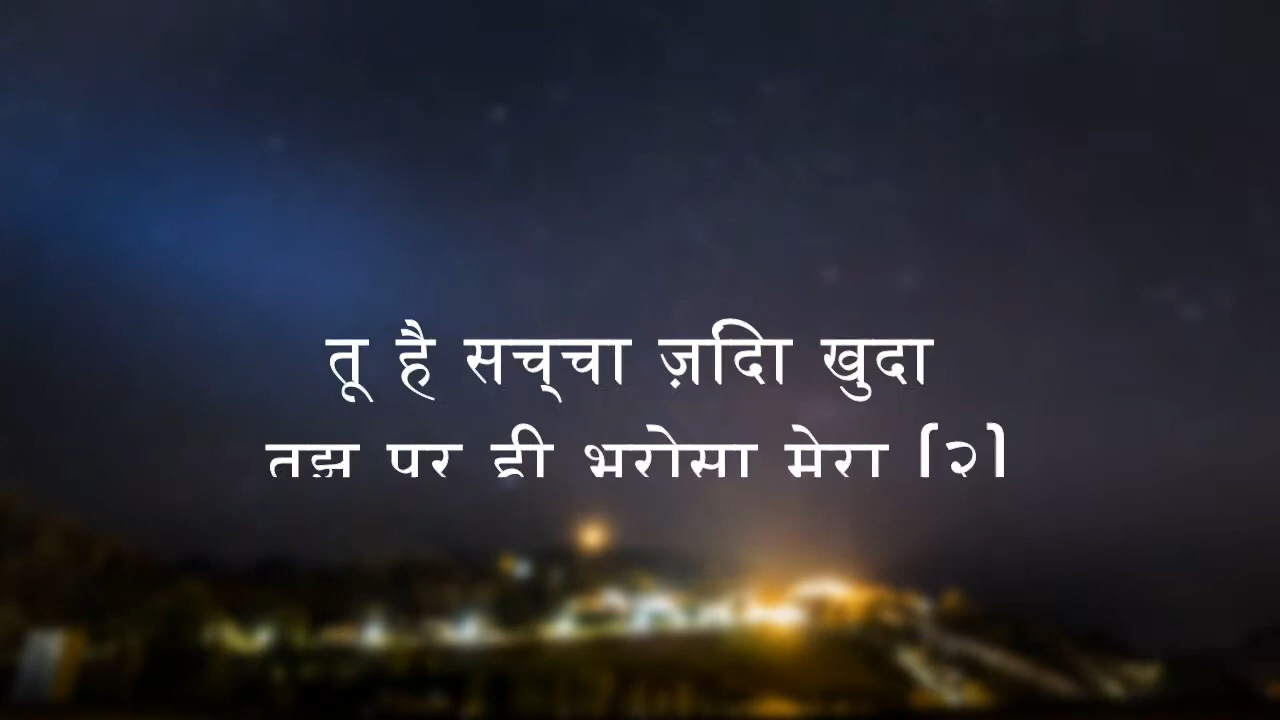 तू है सच्‌चा ज़दिा खुदा
तुझ पर ही भरोसा मेरा (२)